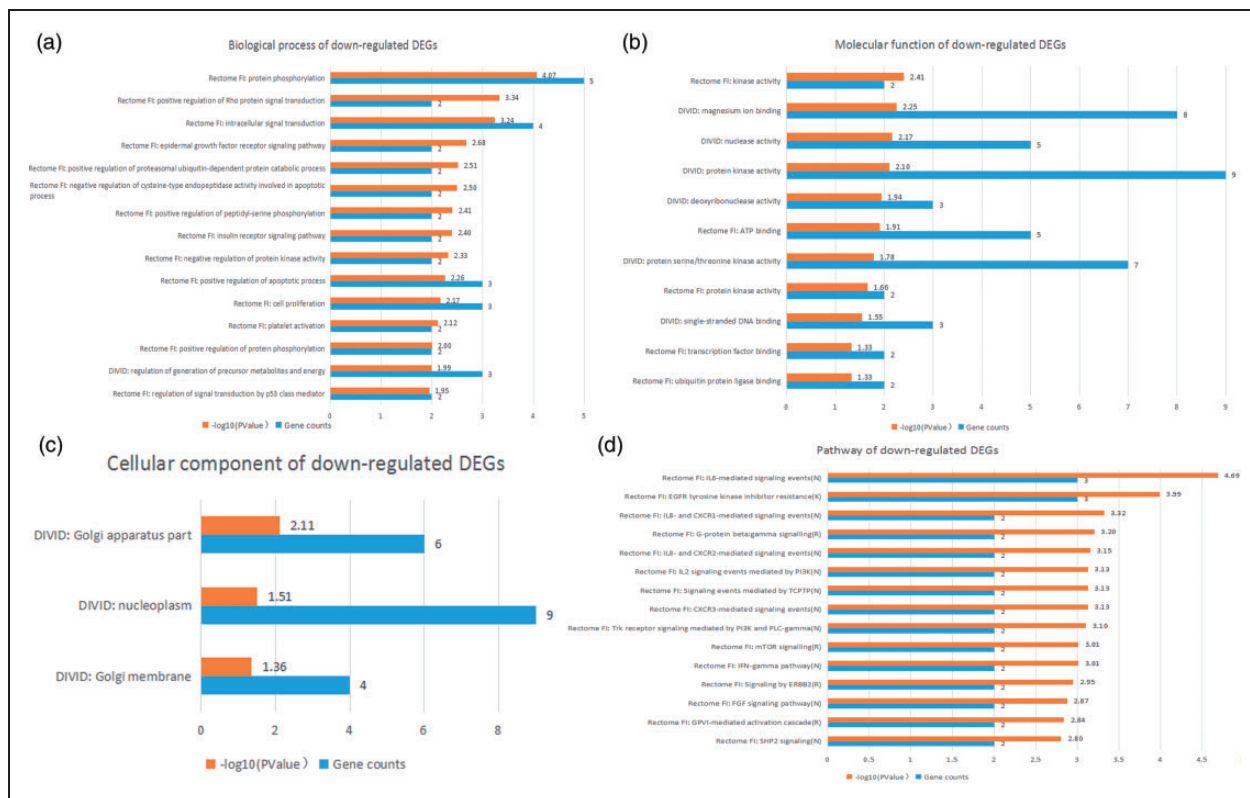 (a)
Biological process of down-regulated DEGs
Rectome FI: protein phosphorylation
4.07
5
Rectome FI: positive regulation of Rho protein signal transduction
3.34
2
Rectome FI: intracellular signal transduction
3.24
4
Rectome FI: epidermal growth factor receptor signaling pathway
2.68
2
Rectome FI: positive regulation of proteasomal ubiquitin-dependent protein catabolic process
2.51
2
Rectome FI: negative regulation of cysteine-type endopeptidase activity involved in apoptotic
process
2.50
2
Rectome FI: positive regulation of peptidyl-serine phosphorylation
2.41
2
Rectome FI: insulin receptor signaling pathway
2.40
2
Rectome FI: negative regulation of protein kinase activity
2.33
2
Rectome FI: positive regulation of apoptotic process
2.26
3
Rectome FI: cell proliferation
2.17
3
Rectome FI: platelet activation
2.12
2
Rectome FI: positive regulation of protein phosphorylation
2.00
2
DIVID: regulation of generation of precursor metabolites and energy
1.99
3
Rectome FI: regulation of signal transduction by p53 class mediator
1.95
2
0 1 2 3 4 5
-log10(PValue) Gene counts
(b)
Molecular function of down-regulated DEGs
Rectome FI: kinase activity
2.41
2
DIVID: magnesium ion binding
2.25
8
DIVID: nuclease activity
2.17
5
DIVID: protein kinase activity
2.10
9
DIVID: deoxyribonuclease activity
1.94
3
Rectome FI: ATP binding
1.91
5
DIVID: protein serine/threonine kinase activity
1.78
7
Rectome FI: protein kinase activity
1.66
2
DIVID: single-stranded DNA binding
1.55
3
Rectome FI: transcription factor binding
1.33
2
Rectome FI: ubiquitin protein ligase binding
1.33
2
0 1 2 3 4 5 6 7 8 9
-log10(PValue) Gene counts
(c)
Cellular component of down-regulated DEGs
DIVID: Golgi apparatus part
2.11
6
DIVID: nucleoplasm
1.51
9
DIVID: Golgi membrane
1.36
4
0 2 4 6 8
-log10(PValue) Gene counts
(d)
Pathway of down-regulated DEGs
Rectome FI: IL6-mediated signaling events(N)
4.69
3
Rectome FI: EGFR tyrosine kinase inhibitor resistance(K)
3.99
3
Rectome FI: IL8- and CXCR1-mediated signaling events(N)
3.32
2
Rectome FI: G-protein beta:gamma signalling(R)
3.20
2
Rectome FI: IL8- and CXCR2-mediated signaling events(N)
3.15
2
Rectome FI: IL2 signaling events mediated by PI3K(N)
3.13
2
Rectome FI: Signaling events mediated by TCPTP(N)
3.13
2
Rectome FI: CXCR3-mediated signaling events(N)
3.13
2
Rectome FI: Trk receptor signaling mediated by PI3K and PLC-gamma(N)
3.10
2
Rectome FI: mTOR signalling(R)
3.01
2
Rectome FI: IFN-gamma pathway(N)
3.01
2
Rectome FI: Signaling by ERBB2(R)
2.95
2
Rectome FI: FGF signaling pathway(N)
2.87
2
Rectome FI: GPVI-mediated activation cascade(R)
2.84
2
Rectome FI: SHP2 signaling(N)
2.80
2
0 0.5 1 1.5 2 2.5 3 3.5 4 4.5
-log10(PValue) Gene counts